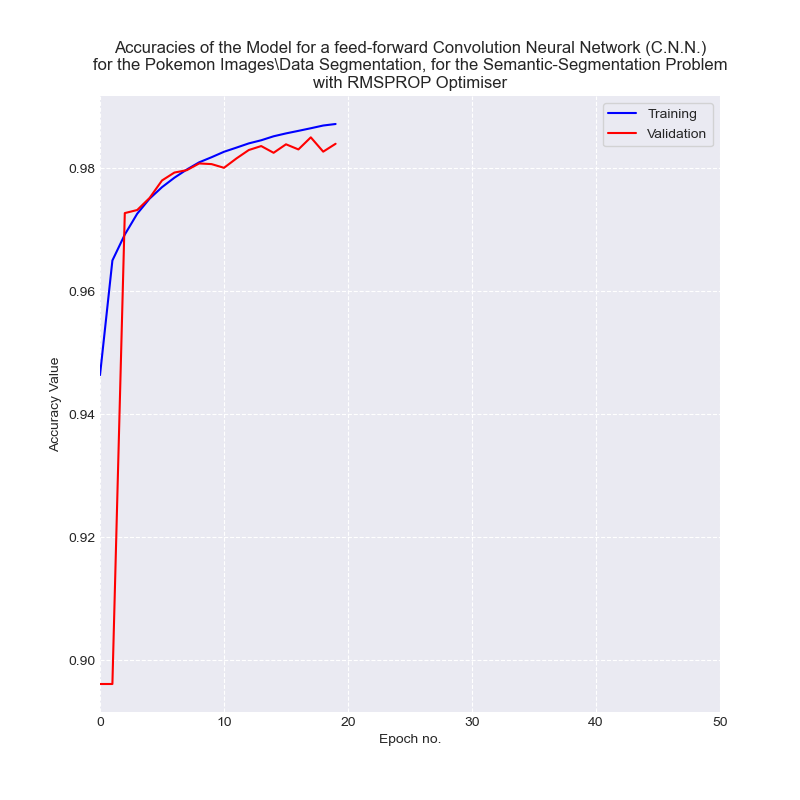 Accuracies of the Model for a feed-forward Convolution Neural Network (C.N.N.)
for the Pokemon Images\Data Segmentation, for the Semantic-Segmentation Problem
with RMSPROP Optimiser
Training
Validation
0.98
0.96
0.94
0.92
0.90
Accuracy Value
0 10 20 30 40 50
Epoch no.